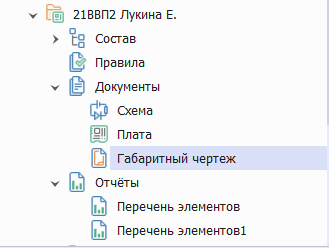 21ВВП2 Лукина Е.
Состав
Правила
Документы
Схема
Плата
Габаритный чертеж
Отчёты
Перечень элементов
Перечень элементов1